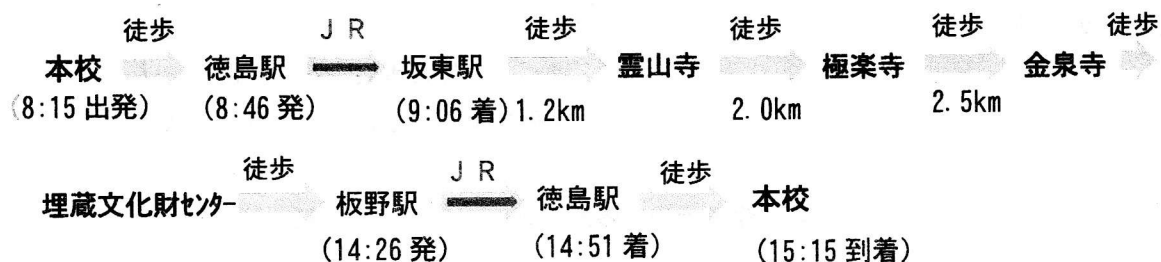 徒歩 JR 徒歩 徒歩 徒歩 徒歩
本校 徳島駅 坂東駅 霊山寺 極楽寺 金泉寺
(8:15 出発) (8:46 発) (9:06 着) 1.2km 2.0km 2.5km
徒歩 JR 徒歩
埋蔵文化財センター 板野駅 徳島駅 本校
(14:26 発) (14:51 着) (15:15 到着)